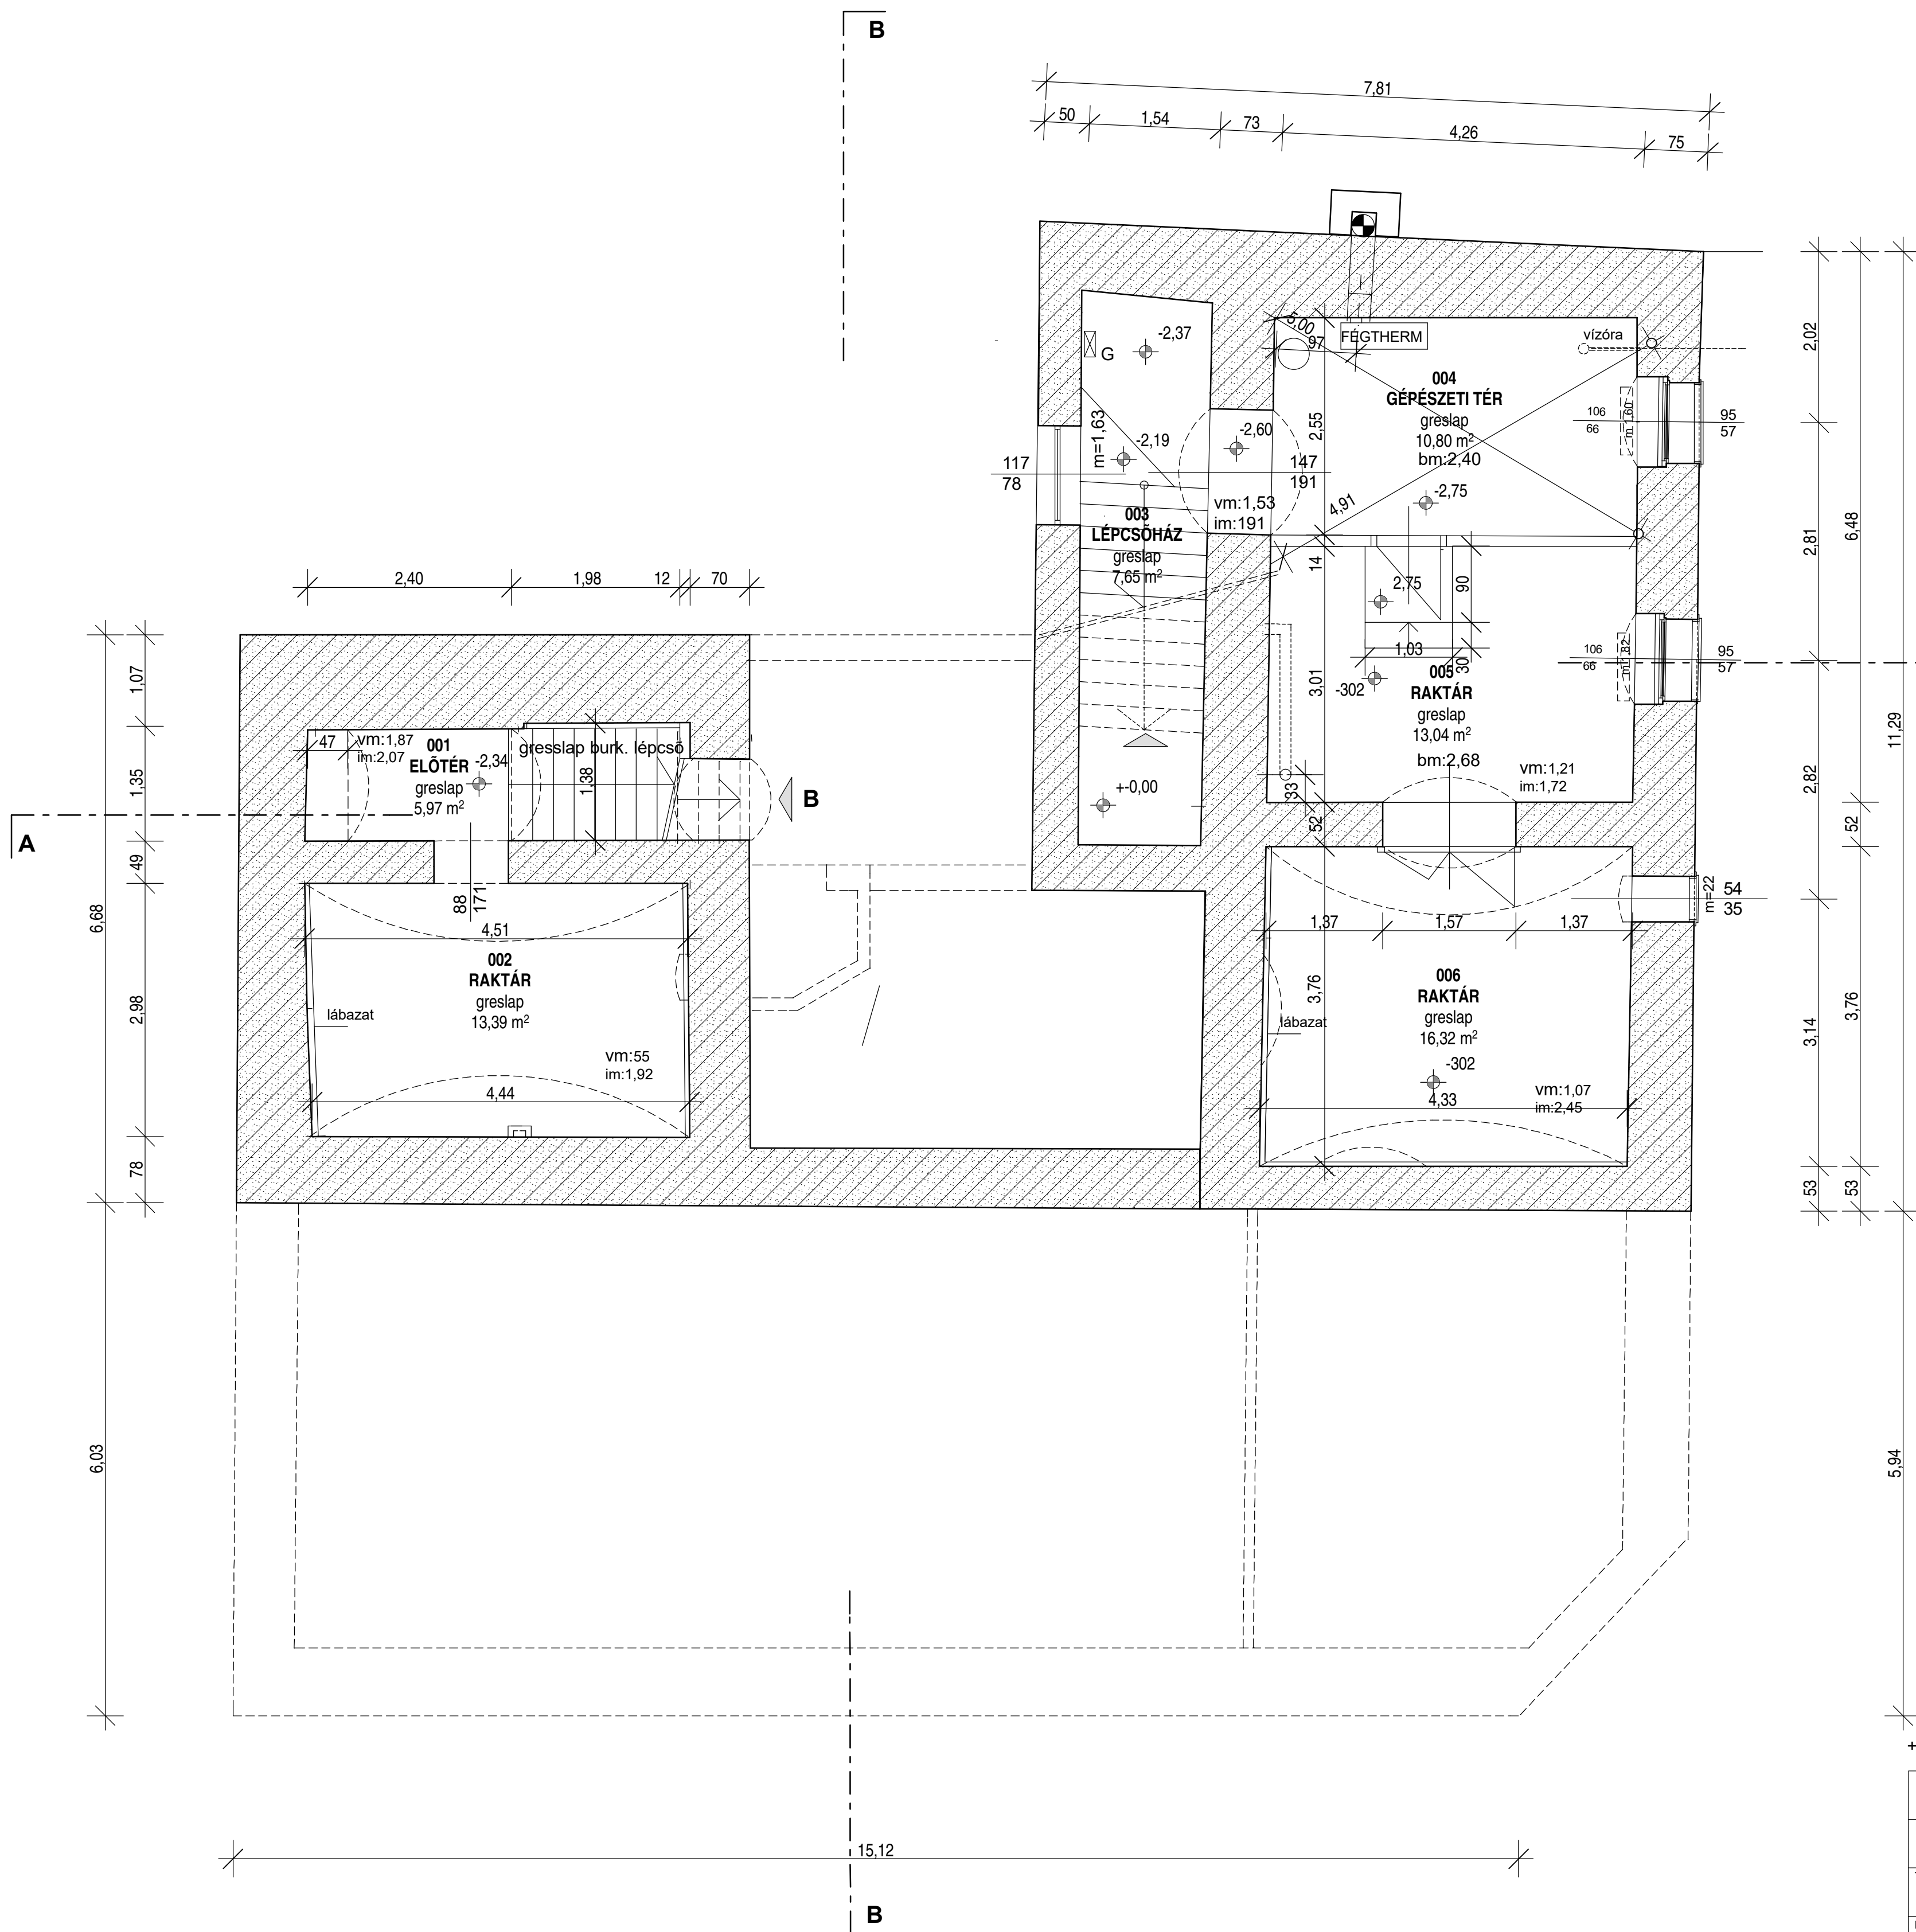 B
7,81
50
1,54
73
4,26
75
-2,37
G
5,00
97
FÉGTHERM
vízóra
004
GÉPÉSZETI TÉR
greslap
10,80 m²
bm:2,40
2,55
106
66
m 1,60
95
57
2,02
m=1,63
-2,19
-2,60
117
78
147
191
vm:1,53
im:191
4,91
-2,75
003
LÉPCSŐHÁZ
greslap
7,65 m²
14
2,75
90
1,03
30
2,81
6,48
11,29
2,40
1,98
12
70
3,01
-302
005
RAKTÁR
greslap
13,04 m²
bm:2,68
106
66
m 1,82
95
57
6,68
1,07
47
vm:1,87
im:2,07
001
ELŐTÉR
greslap
5,97 m²
-2,34
gresslap burk. lépcső
1,38
B
+-0,00
33
vm:1,21
im:1,72
2,82
1,35
A
52
52
49
88
171
m=22
54
35
4,51
1,37
1,57
1,37
002
RAKTÁR
greslap
13,39 m²
lábazat
2,98
3,76
006
RAKTÁR
greslap
16,32 m²
lábazat
-302
3,14
3,76
vm:55
im:1,92
4,44
4,33
vm:1,07
im:2,45
78
53
53
6,03
5,94
+
15,12
B